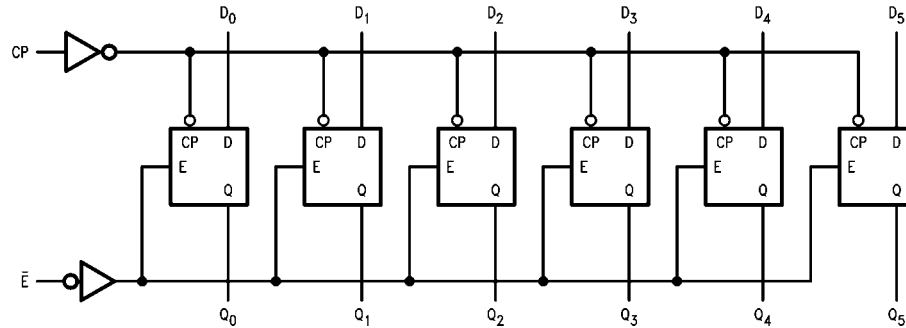 D0 D1 D2 D3 D4 D5
CP
CP D CP D CP D CP D CP D CP D
E E E E E E
Q Q Q Q Q Q
E̅
Q0 Q1 Q2 Q3 Q4 Q5